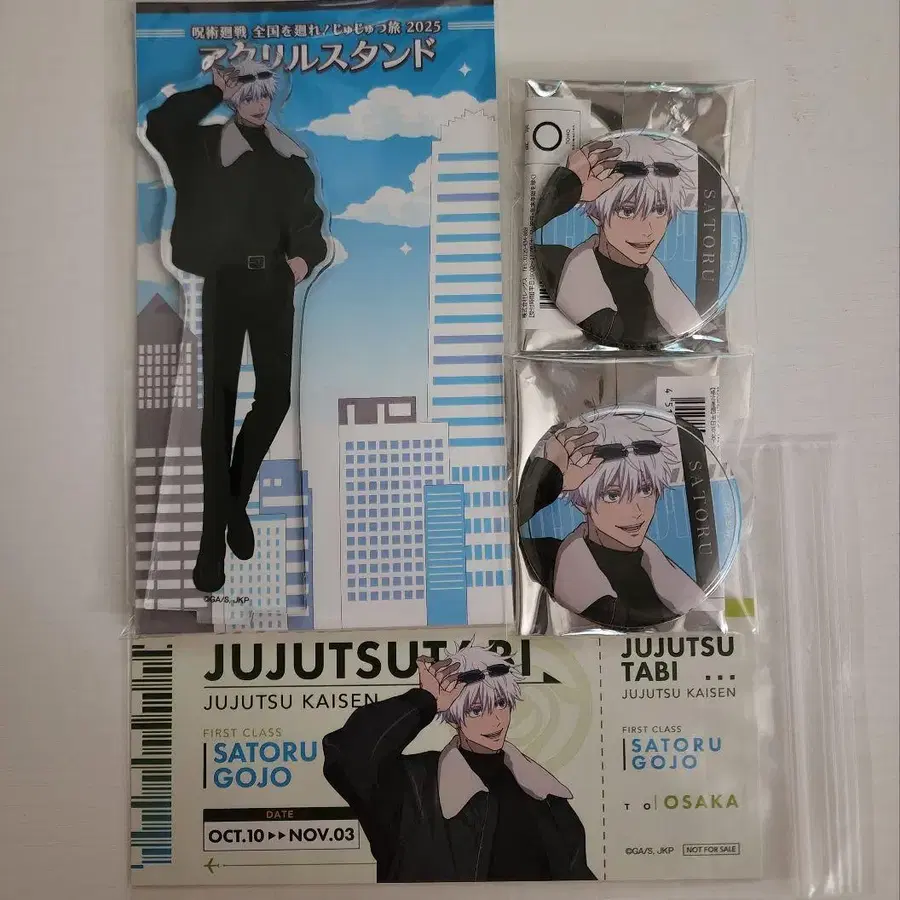 呪術廻戦 全国を廻れ!じゅじゅつ旅 2025
アクリルスタンド
©GA/S, JKP
SATORU
SATORU
JUJUTSUTABI
JUJUTSU KAISEN
FIRST CLASS
SATORU
GOJO
DATE
OCT.10 ▸▸ NOV.03
JUJUTSU
TABI ...
JUJUTSU KAISEN
FIRST CLASS
SATORU
GOJO
TO OSAKA
©GA/S, JKP NOT FOR SALE